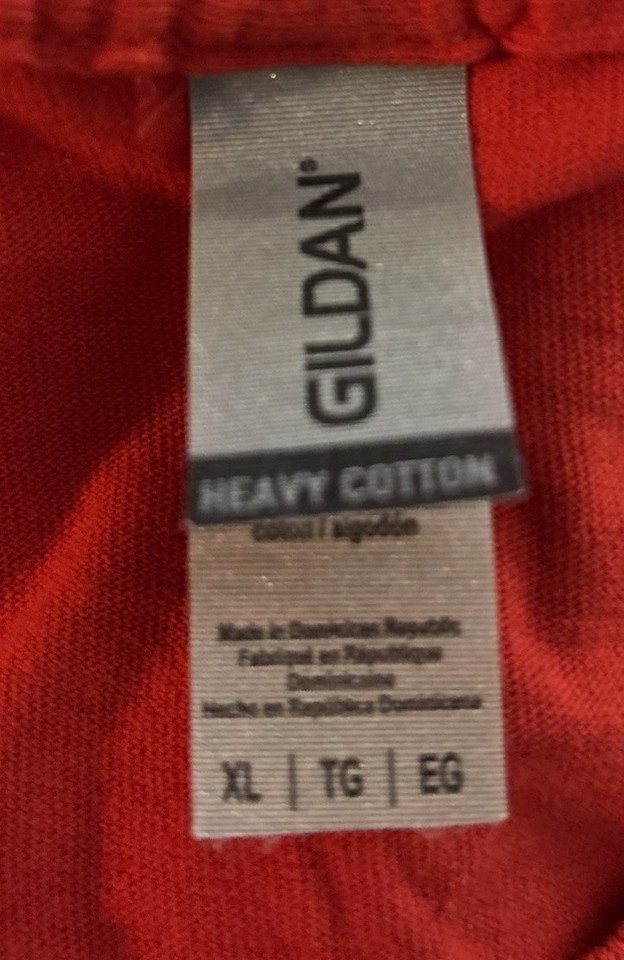 GILDAN®
HEAVY COTTON
coton / algodón
Made in Dominican Republic
Fabriqué en République
Dominicaine
Hecho en República Dominicana
XL | TG | EG